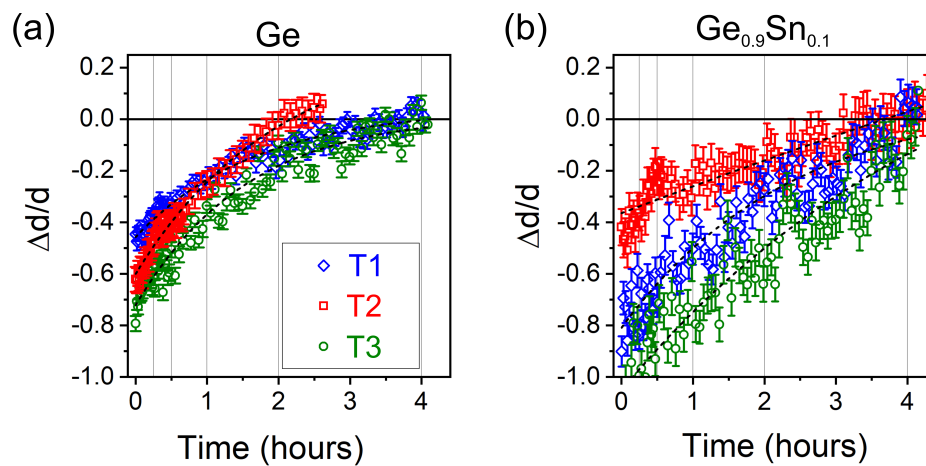 (a)
Ge
Δd/d
0.2
0.0
-0.2
-0.4
-0.6
-0.8
-1.0
T1
T2
T3
0
1
2
3
4
Time (hours)
(b)
Ge0.9Sn0.1
Δd/d
0.2
0.0
-0.2
-0.4
-0.6
-0.8
-1.0
0
1
2
3
4
Time (hours)